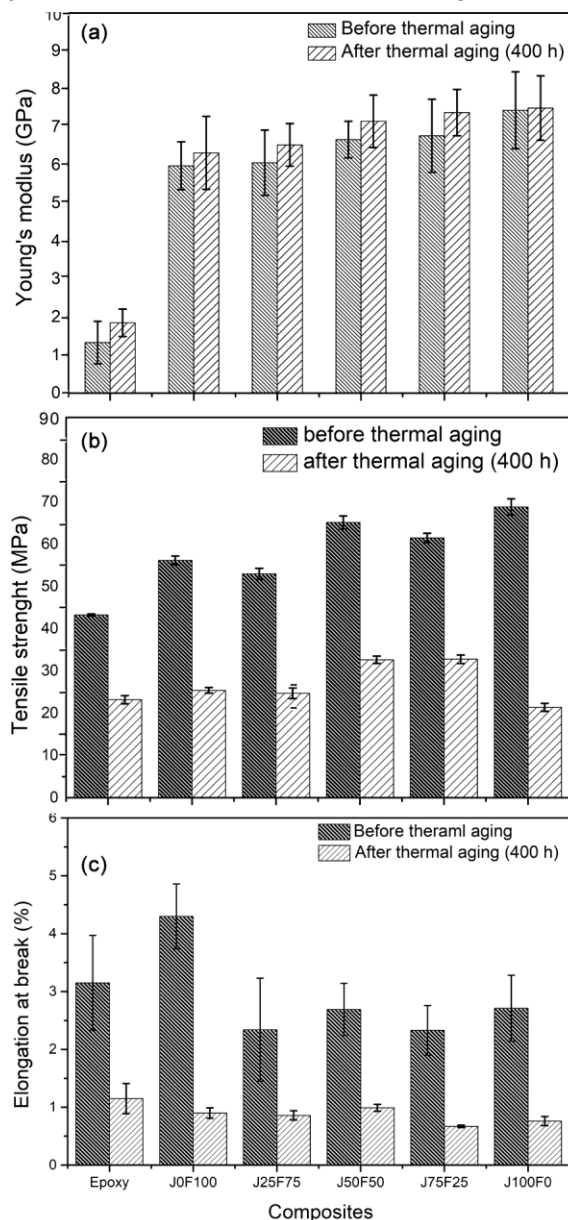 (a)
Before thermal aging
After thermal aging (400 h)
Young's modlus (GPa)
10
9
8
7
6
5
4
3
2
1
0
(b)
before thermal aging
after thermal aging (400 h)
Tensile strenght (MPa)
90
80
70
60
50
40
30
20
10
0
(c)
Before theraml aging
After thermal aging (400 h)
Elongation at break (%)
6
5
4
3
2
1
0
Epoxy J0F100 J25F75 J50F50 J75F25 J100F0
Composites